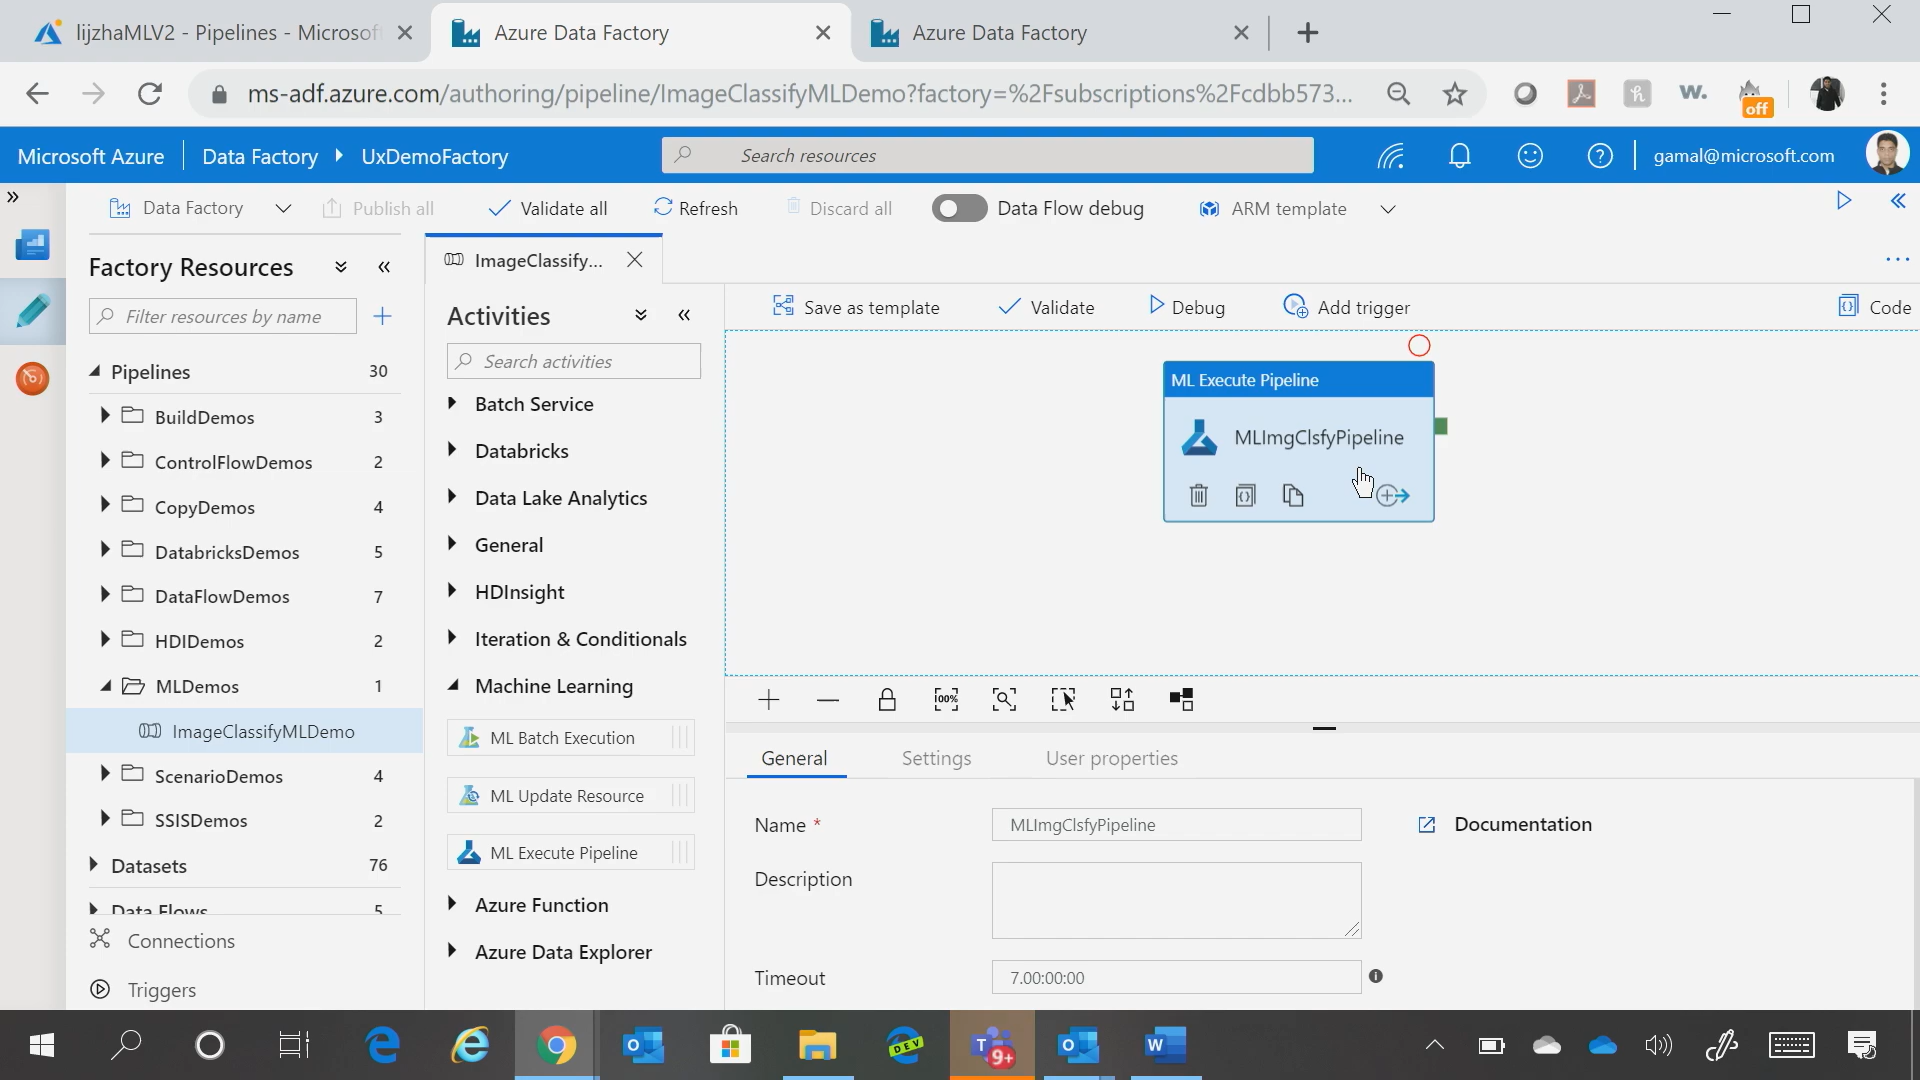 lijzhaMLV2 - Pipelines - Microsof
Azure Data Factory
Azure Data Factory
ms-adf.azure.com/authoring/pipeline/ImageClassifyMLDemo?factory=%2Fsubscriptions%2Fcdbb573...
w.
off
Microsoft Azure
Data Factory
UxDemoFactory
Search resources
gamal@microsoft.com
Data Factory
Publish all
Validate all
Refresh
Discard all
Data Flow debug
ARM template
Factory Resources
Filter resources by name
Pipelines 30
BuildDemos 3
ControlFlowDemos 2
CopyDemos 4
DatabricksDemos 5
DataFlowDemos 7
HDIDemos 2
MLDemos 1
ImageClassifyMLDemo
ScenarioDemos 4
SSISDemos 2
Datasets 76
Data Flows 5
Connections
Triggers
ImageClassify...
Activities
Search activities
Batch Service
Databricks
Data Lake Analytics
General
HDInsight
Iteration & Conditionals
Machine Learning
ML Batch Execution
ML Update Resource
ML Execute Pipeline
Azure Function
Azure Data Explorer
Save as template
Validate
Debug
Add trigger
Code
ML Execute Pipeline
MLImgClsfyPipeline
100%
General
Settings
User properties
Name *
MLImgClsfyPipeline
Documentation
Description
Timeout
7.00:00:00
DEV
9+